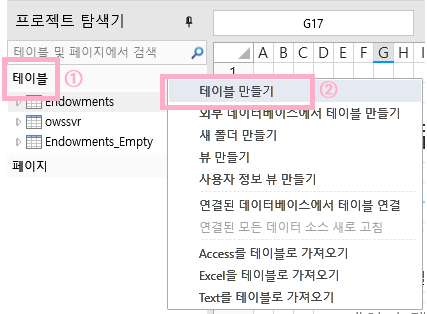 프로젝트 탐색기
G17
테이블 및 페이지에서 검색
A B C D E F G H I
테이블 ①
1
테이블 만들기 ②
Endowments
외부 데이터베이스에서 테이블 만들기
owssvr
새 폴더 만들기
Endowments_Empty
뷰 만들기
페이지
사용자 정보 뷰 만들기
연결된 데이터베이스에서 테이블 연결
연결된 모든 데이터 소스 새로 고침
Access를 테이블로 가져오기
Excel을 테이블로 가져오기
Text를 테이블로 가져오기